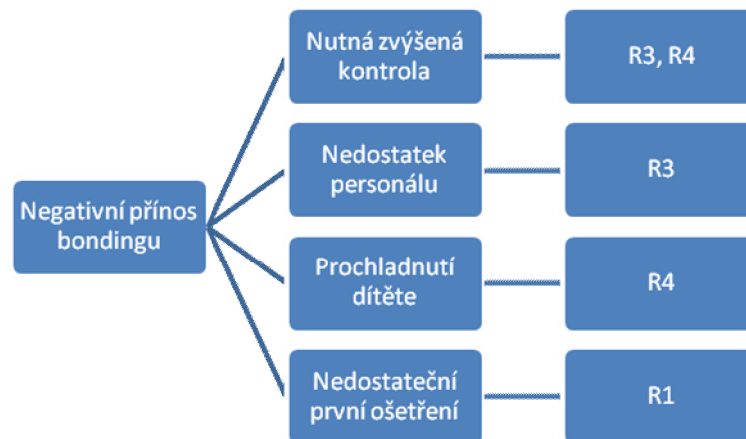 Nutná zvýšená
kontrola
R3, R4
Nedostatek
personálu
R3
Negativní přínos
bondingu
Prochladnutí
dítěte
R4
Nedostateční
první ošetření
R1